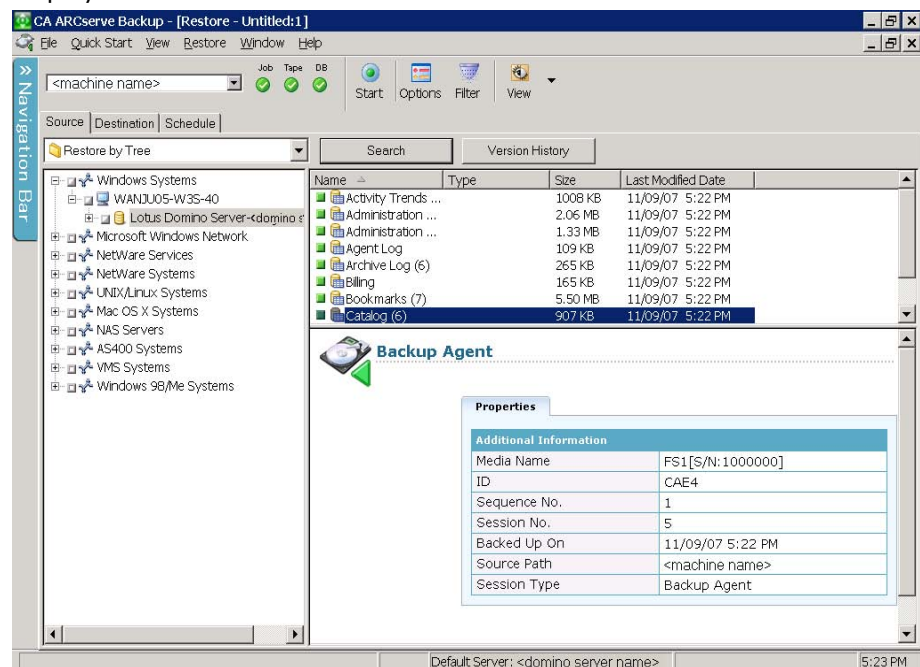 CA ARCserve Backup - [Restore - Untitled:1]
File Quick Start View Restore Window Help
Navigation Bar
<machine name>
Job Tape DB
Start Options Filter View
Source Destination Schedule
Restore by Tree
Search Version History
Windows Systems
WANJU05-W3S-40
Lotus Domino Server-<domino s
Microsoft Windows Network
NetWare Services
NetWare Systems
UNIX/Linux Systems
Mac OS X Systems
NAS Servers
AS400 Systems
VMS Systems
Windows 98/Me Systems
Name Type Size Last Modified Date
Activity Trends ... 1008 KB 11/09/07 5:22 PM
Administration ... 2.06 MB 11/09/07 5:22 PM
Administration ... 1.33 MB 11/09/07 5:22 PM
Agent Log 109 KB 11/09/07 5:22 PM
Archive Log (6) 265 KB 11/09/07 5:22 PM
Billing 165 KB 11/09/07 5:22 PM
Bookmarks (7) 5.50 MB 11/09/07 5:22 PM
Catalog (6) 907 KB 11/09/07 5:22 PM
Backup Agent
Properties
Additional Information
Media Name FS1[S/N:1000000]
ID CAE4
Sequence No. 1
Session No. 5
Backed Up On 11/09/07 5:22 PM
Source Path <machine name>
Session Type Backup Agent
Default Server: <domino server name> 5:23 PM